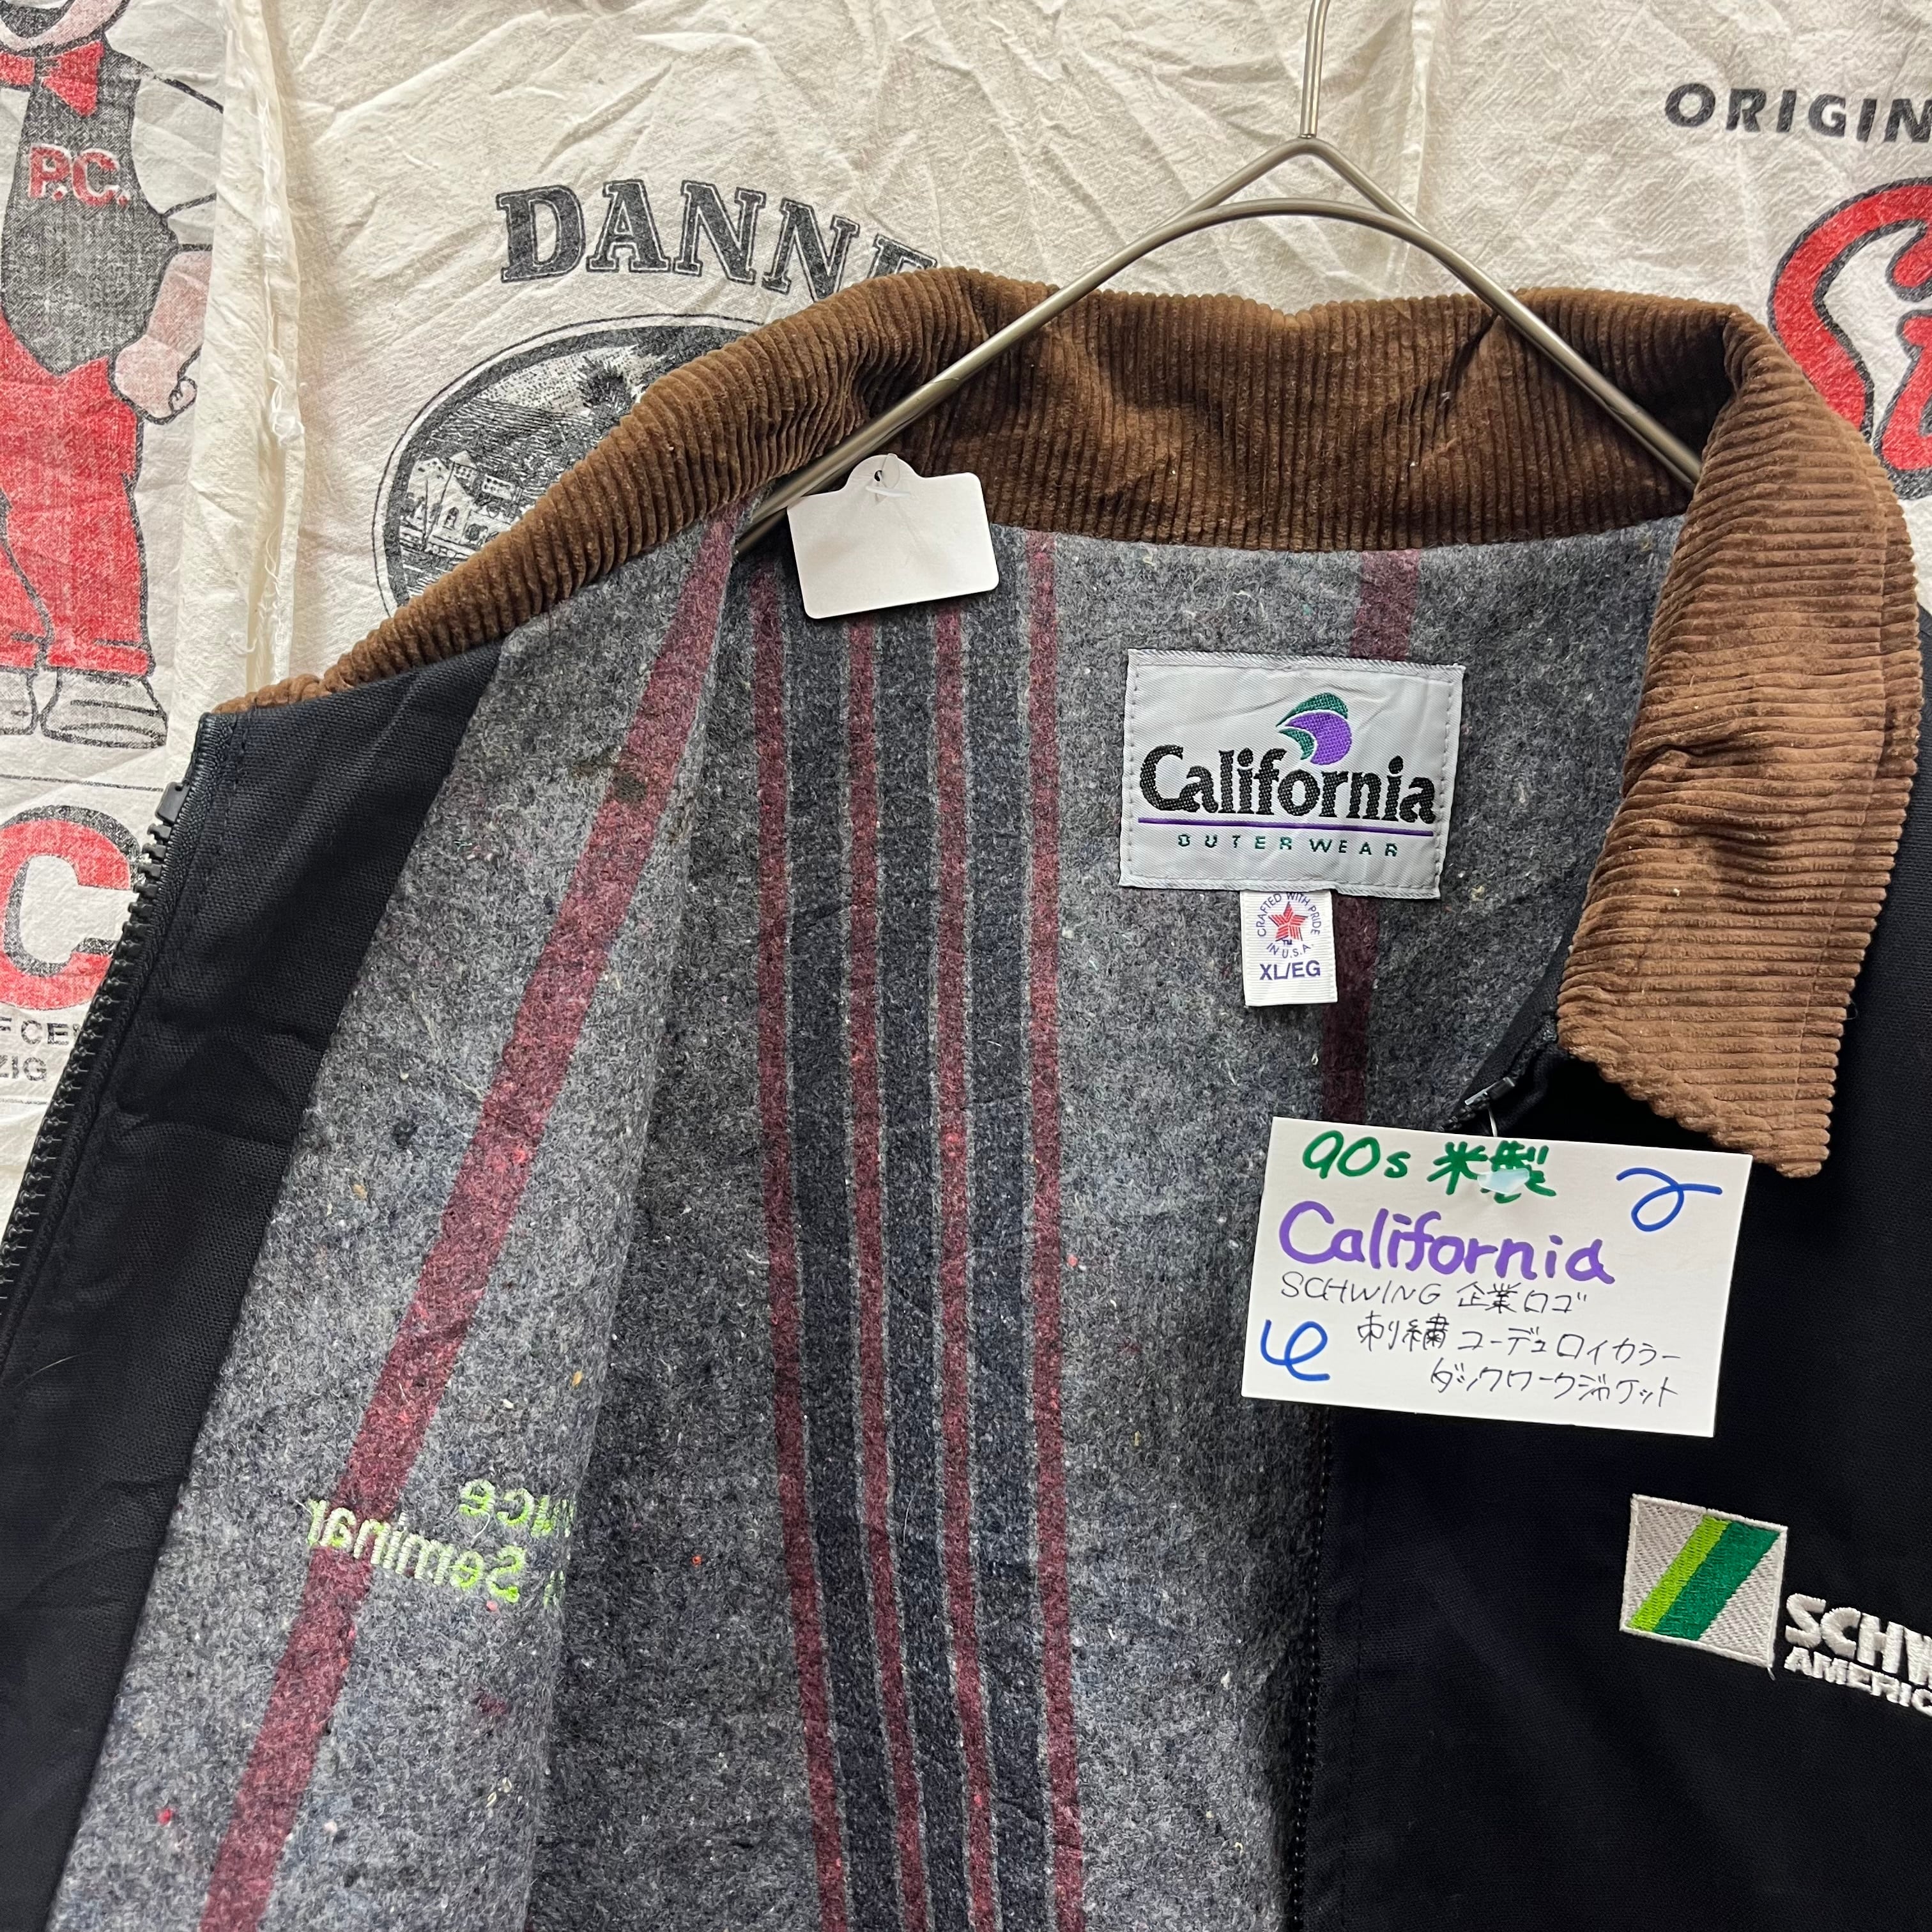 ORIGIN
P.C.
DANNE
California
OUTERWEAR
CRAFTED WITH PRIDE
IN U.S.A.
TM
XL/EG
C
ZIG
90s 米製
California
SCHWING 企業ロゴ
刺繍 コーデュロイカラー
ダックワークジャケット
Seminar
SCHW
AMERIC